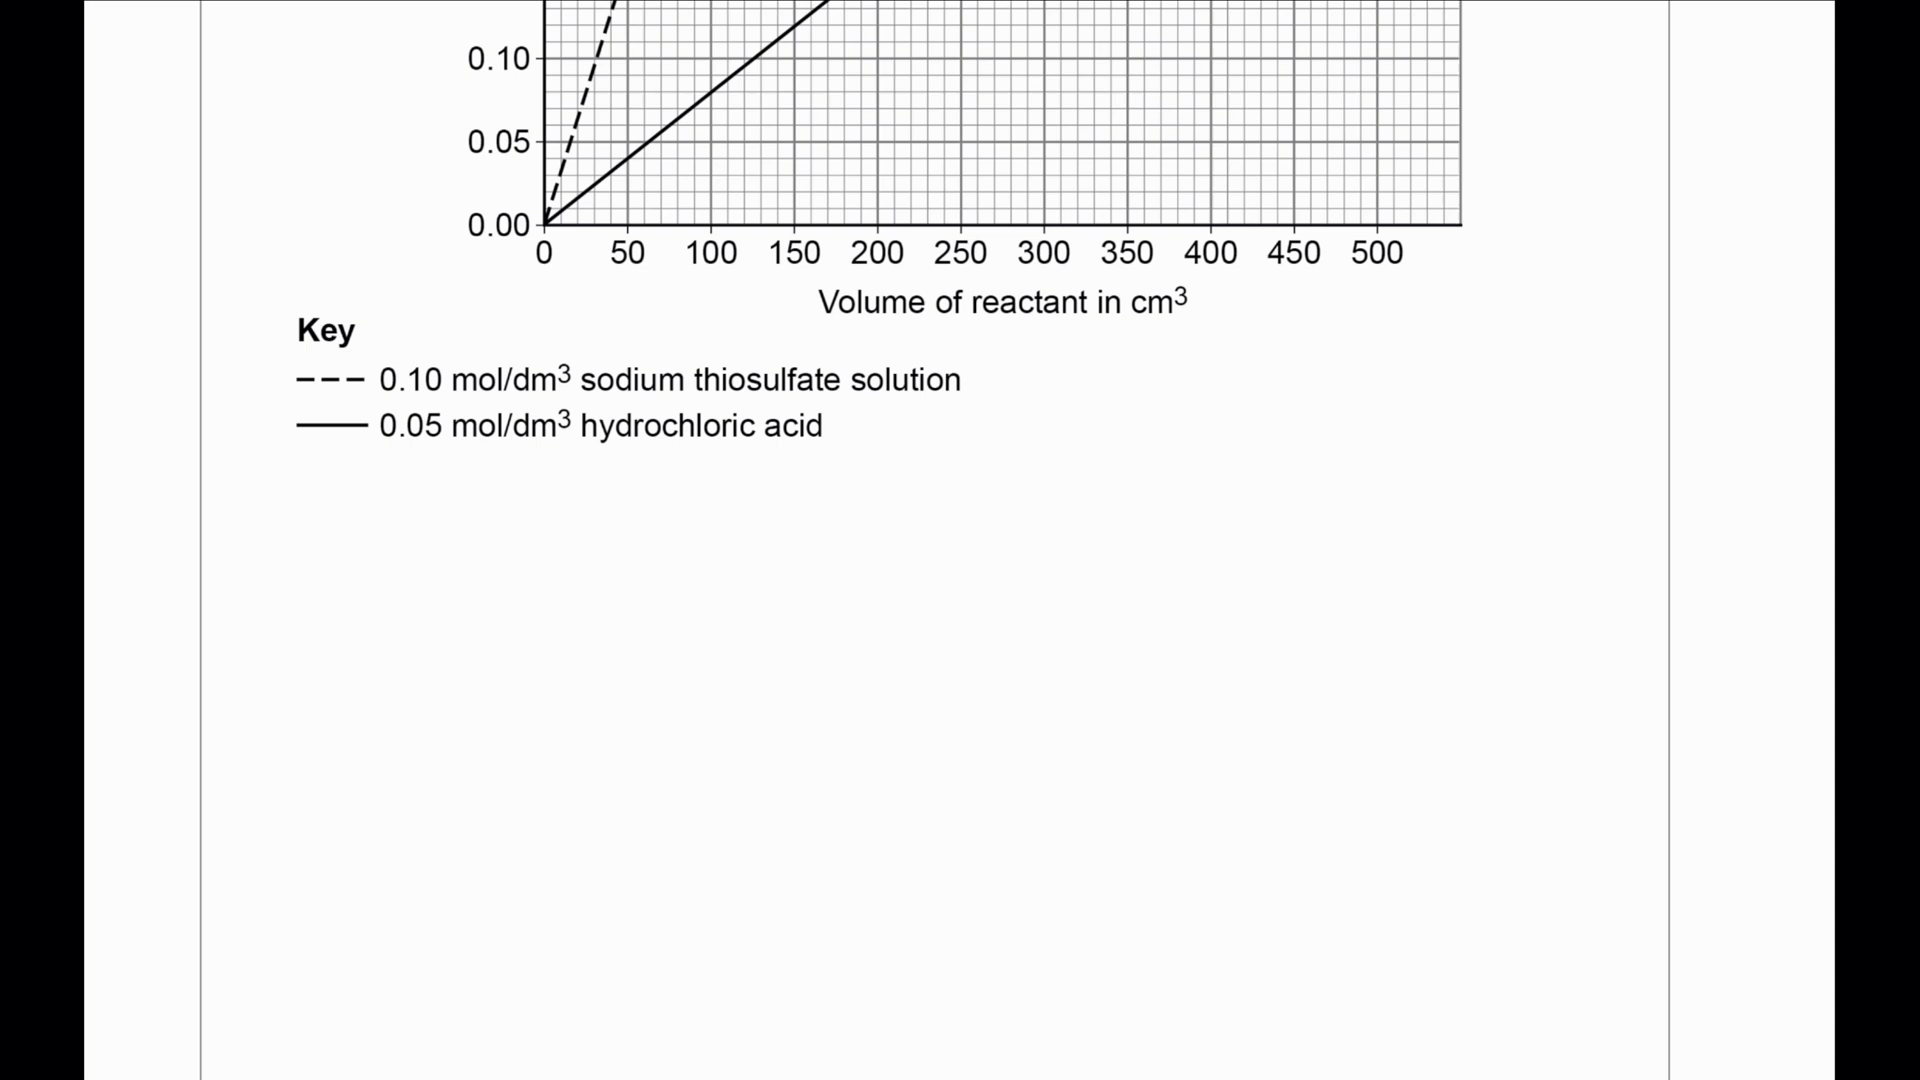 0.10
0.05
0.00
0 50 100 150 200 250 300 350 400 450 500
Volume of reactant in cm³
Key
0.10 mol/dm³ sodium thiosulfate solution
0.05 mol/dm³ hydrochloric acid